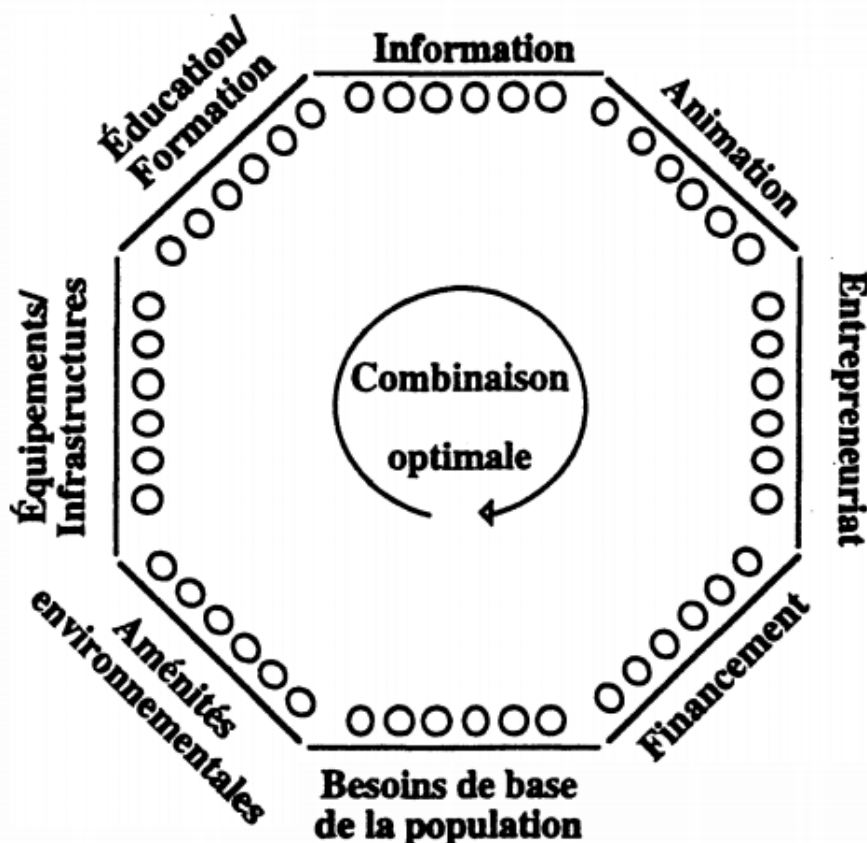 Information
Animation
Entrepreneuriat
Financement
Besoins de base
de la population
Aménités
environnementales
Équipements/
Infrastructures
Éducation/
Formation
Combinaison
optimale